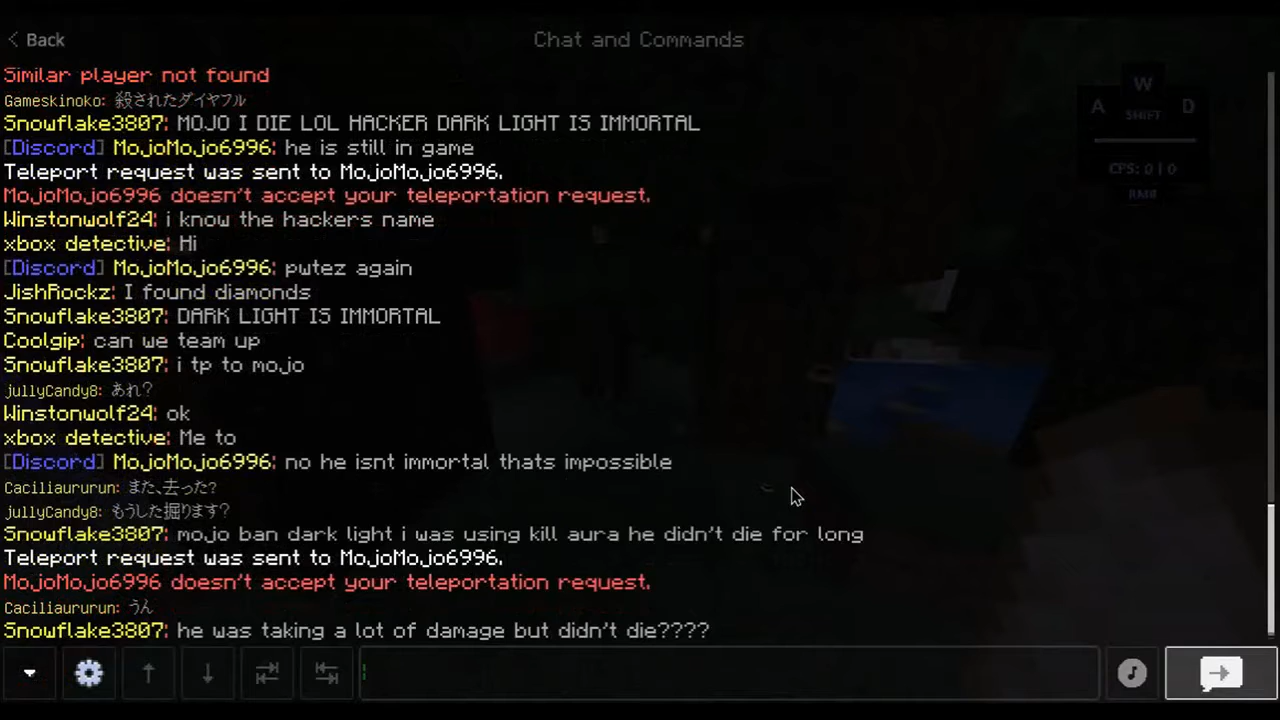 Back
Chat and Commands
Similar player not found
Gameskinoko: 殺されたダイヤフル
Snowflake3807: MOJO I DIE LOL HACKER DARK LIGHT IS IMMORTAL
[Discord] MojoMojo6996: he is still in game
Teleport request was sent to MojoMojo6996.
MojoMojo6996 doesn't accept your teleportation request.
Winstonwolf24: i know the hackers name
xbox detective: Hi
[Discord] MojoMojo6996: pwtez again
JishRockz: I found diamonds
Snowflake3807: DARK LIGHT IS IMMORTAL
Coolgip: can we team up
Snowflake3807: i tp to mojo
jullyCandy8: あれ?
Winstonwolf24: ok
xbox detective: Me to
[Discord] MojoMojo6996: no he isnt immortal thats impossible
Caciliaururun: また、去った?
jullyCandy8: もうした掘ります?
Snowflake3807: mojo ban dark light i was using kill aura he didn't die for long
Teleport request was sent to MojoMojo6996.
MojoMojo6996 doesn't accept your teleportation request.
Caciliaururun: うん
Snowflake3807: he was taking a lot of damage but didn't die????
W
A SHIFT D
CPS: 0 | 0
RMB